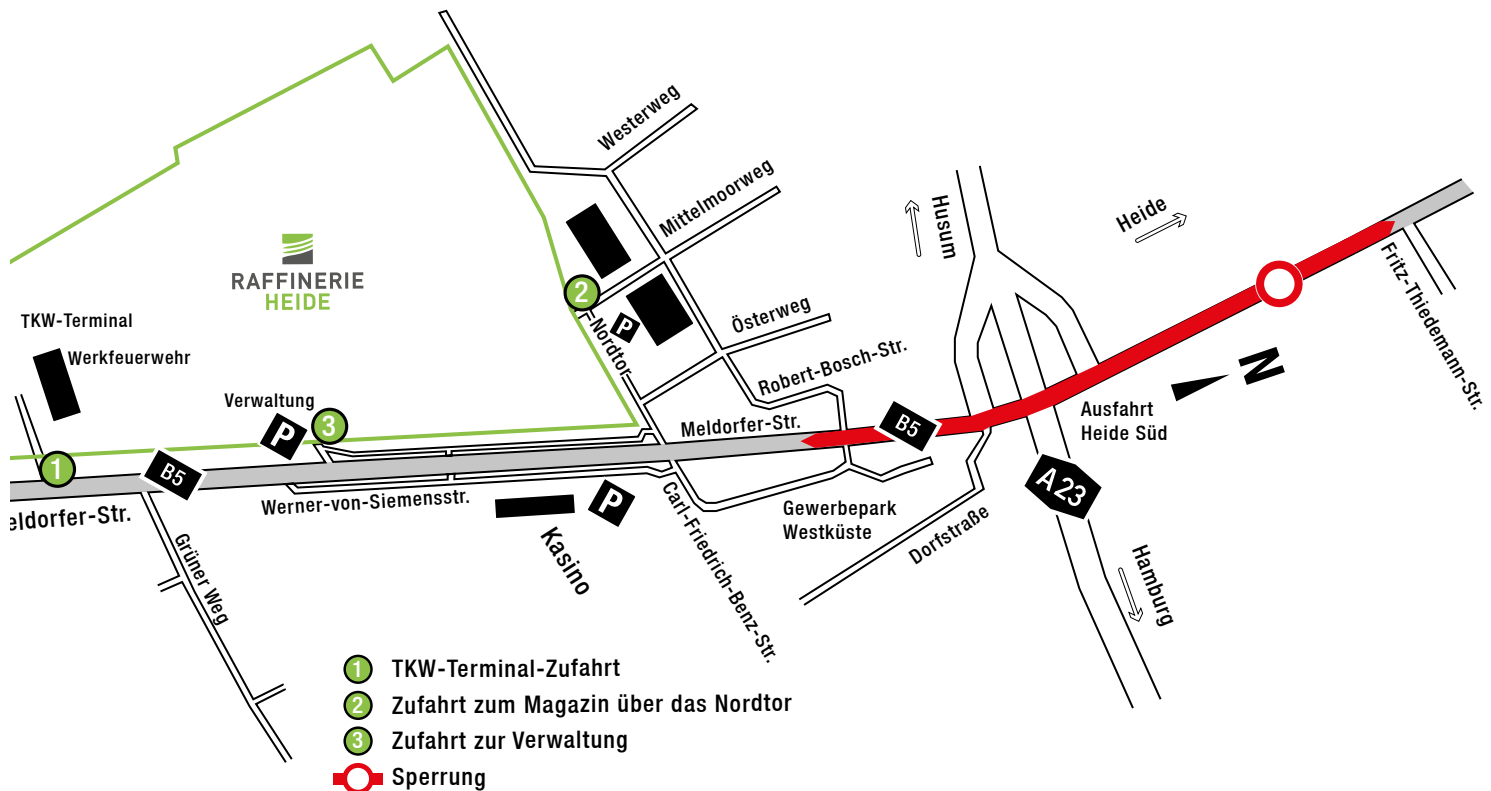 Westerweg
Mittelmoorweg
Husum
Heide
RAFFINERIE
HEIDE
2
TKW-Terminal
Werkfeuerwehr
P
Nordtor
Österweg
Robert-Bosch-Str.
Fritz-Thiedemann-Str.
N
Verwaltung
P
3
Meldorfer-Str.
B5
Ausfahrt
Heide Süd
1
B5
A23
eldorfer-Str.
Werner-von-Siemensstr.
P
Kasino
Carl-Friedrich-Benz-Str.
Gewerbepark
Westküste
Dorfstraße
Grüner Weg
Hamburg
1 TKW-Terminal-Zufahrt
2 Zufahrt zum Magazin über das Nordtor
3 Zufahrt zur Verwaltung
Sperrung